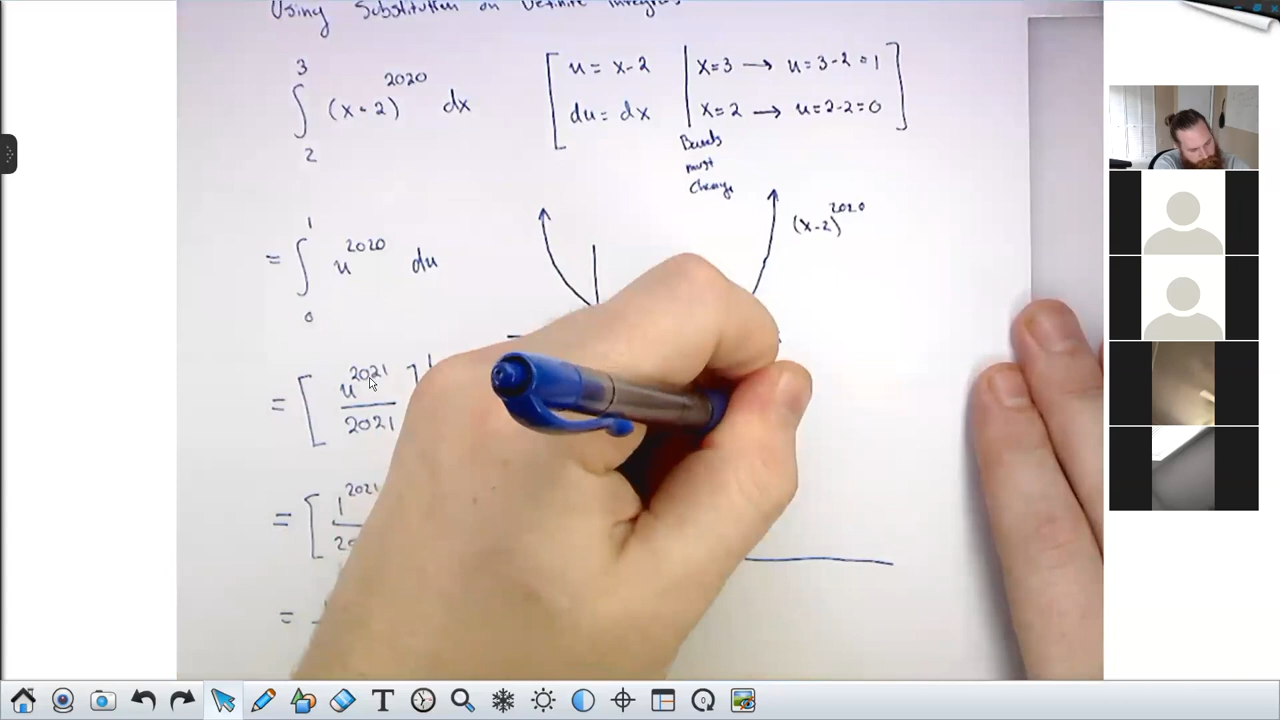 Using Substitution on Definite Integrals
3
∫ (x-2)^2020 dx
2
[ u = x-2 | x=3 → u=3-2=1 ]
[ du = dx | x=2 → u=2-2=0 ]
must
Change
1
= ∫ u^2020 du
0
(x-2)^2020
= [ u^2021 / 2021 ] 1
= [ 1^2021
=
T